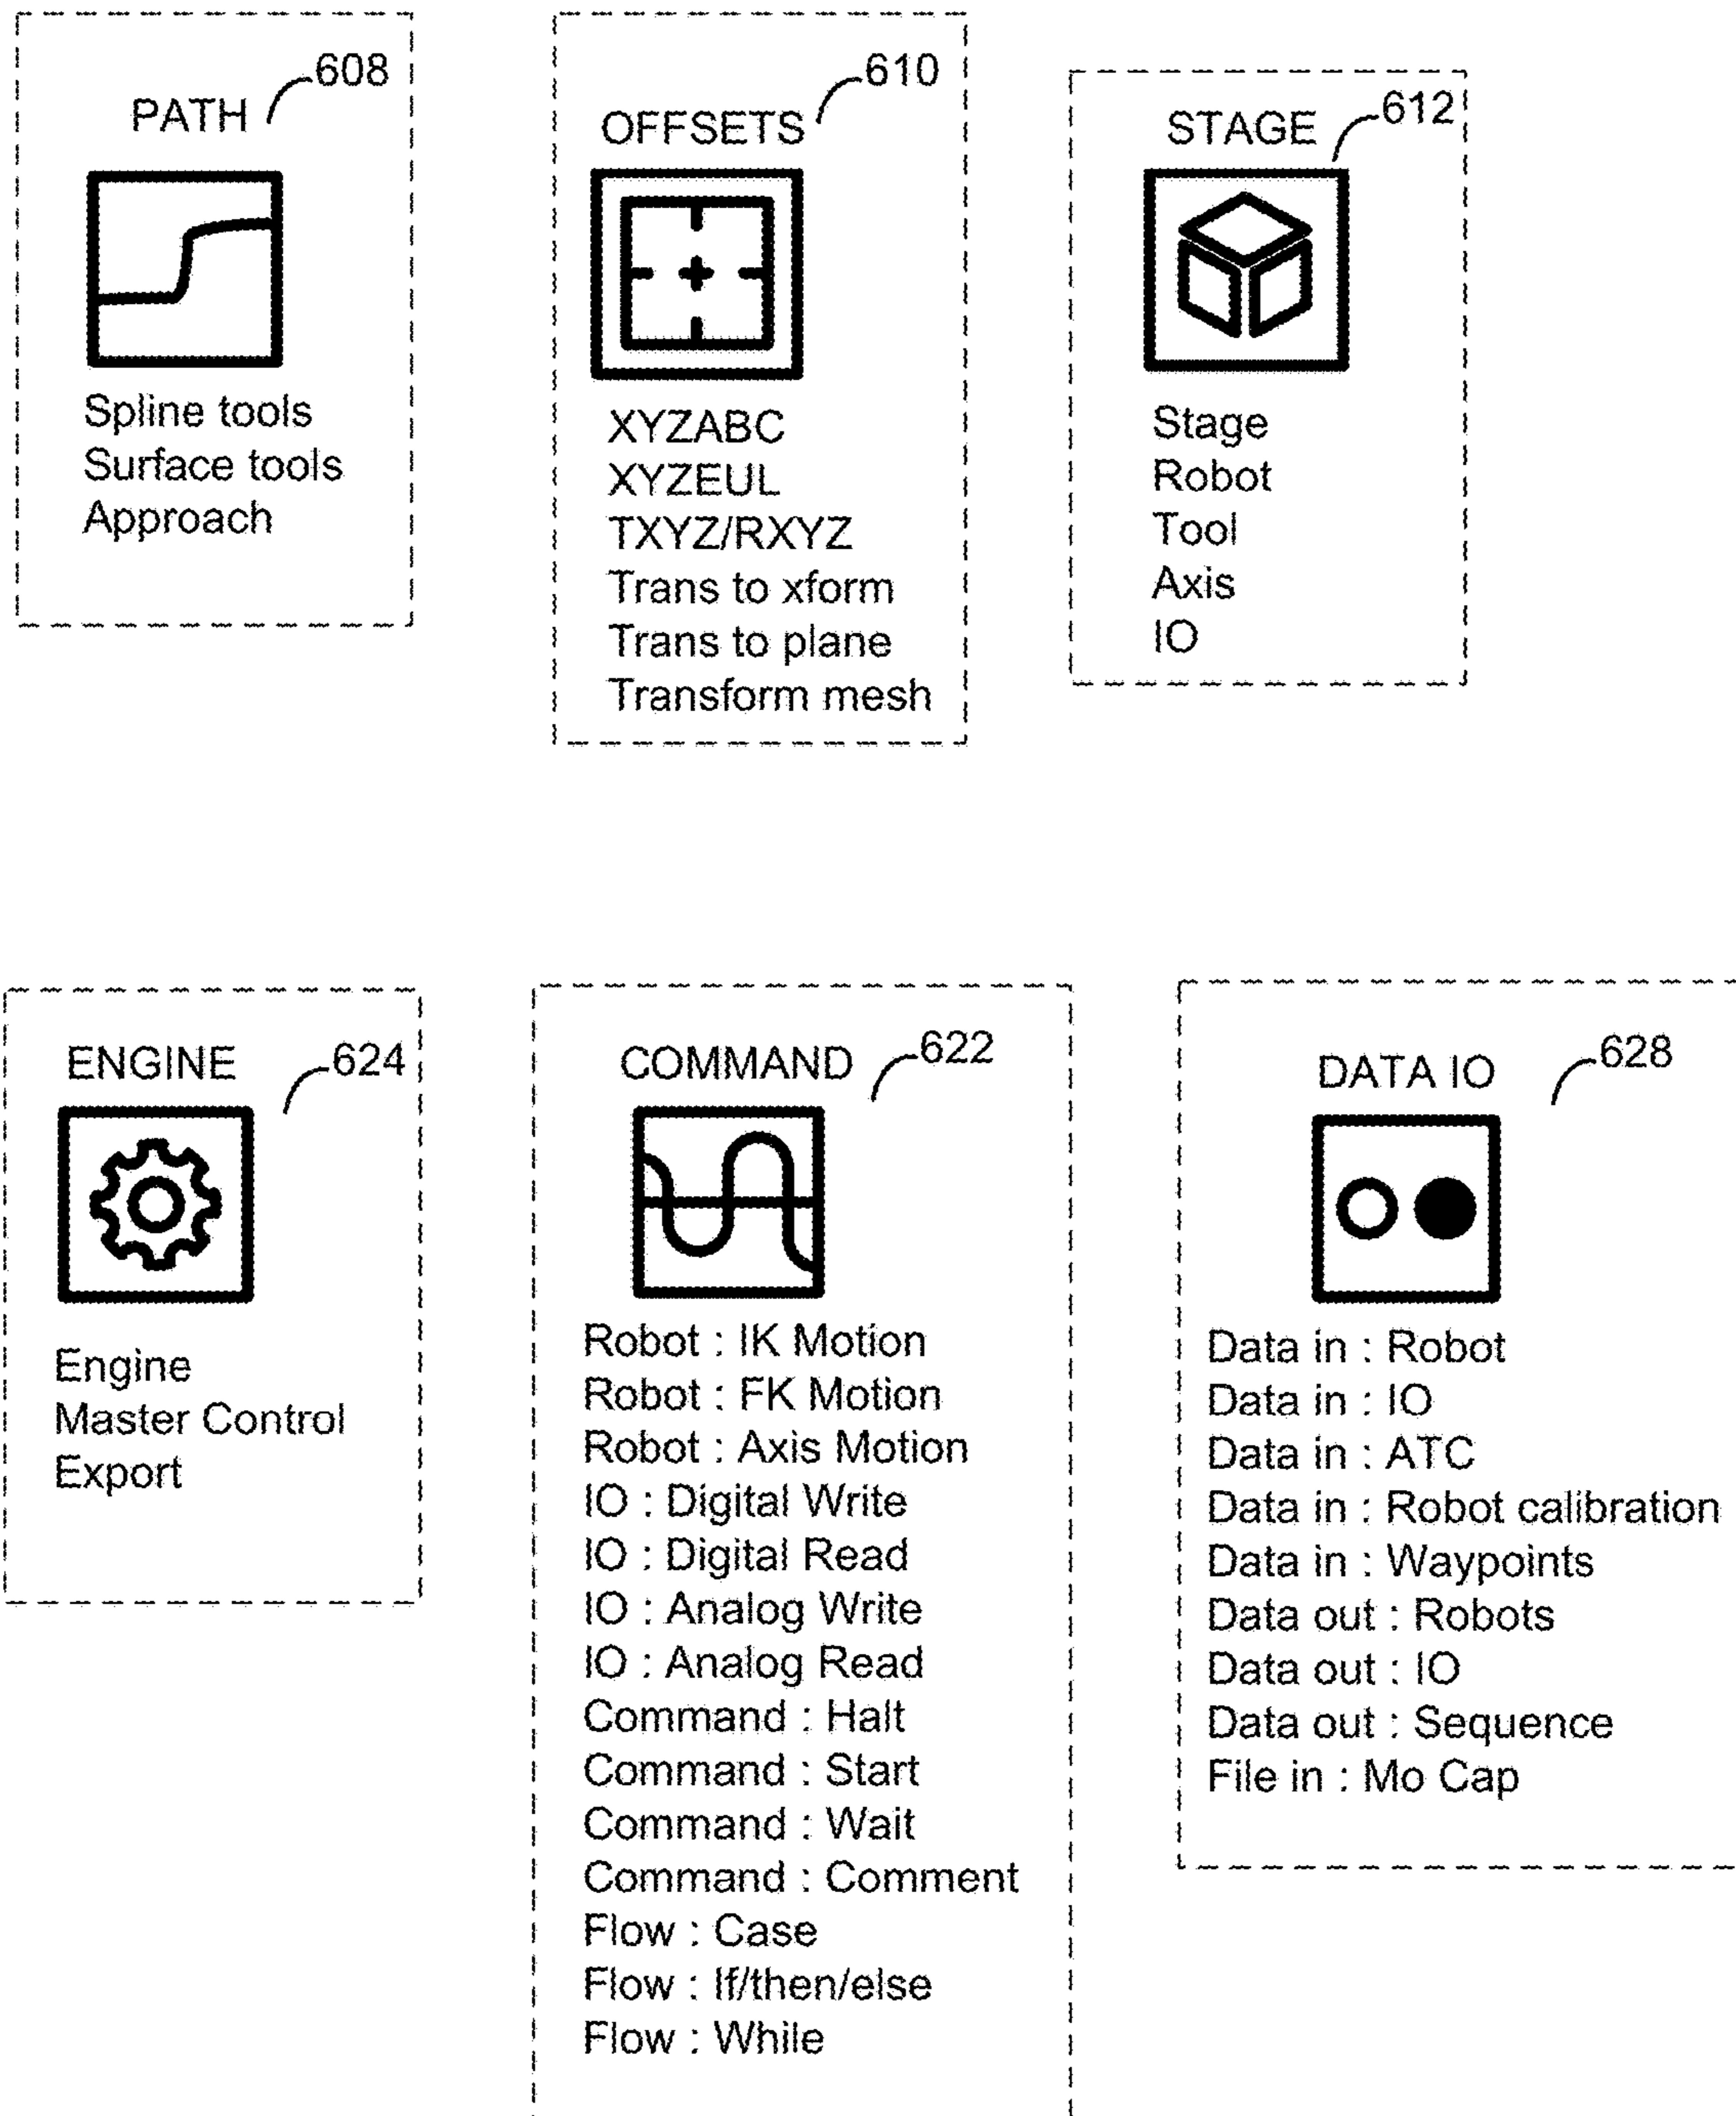 PATH 608
Spline tools
Surface tools
Approach
OFFSETS 610
XYZABC
XYZEUL
TXYZ/RXYZ
Trans to xform
Trans to plane
Transform mesh
STAGE 612
Stage
Robot
Tool
Axis
IO
ENGINE 624
Engine
Master Control
Export
COMMAND 622
Robot : IK Motion
Robot : FK Motion
Robot : Axis Motion
IO : Digital Write
IO : Digital Read
IO : Analog Write
IO : Analog Read
Command : Halt
Command : Start
Command : Wait
Command : Comment
Flow : Case
Flow : If/then/else
Flow : While
DATA IO 628
Data in : Robot
Data in : IO
Data in : ATC
Data in : Robot calibration
Data in : Waypoints
Data out : Robots
Data out : IO
Data out : Sequence
File in : Mo Cap